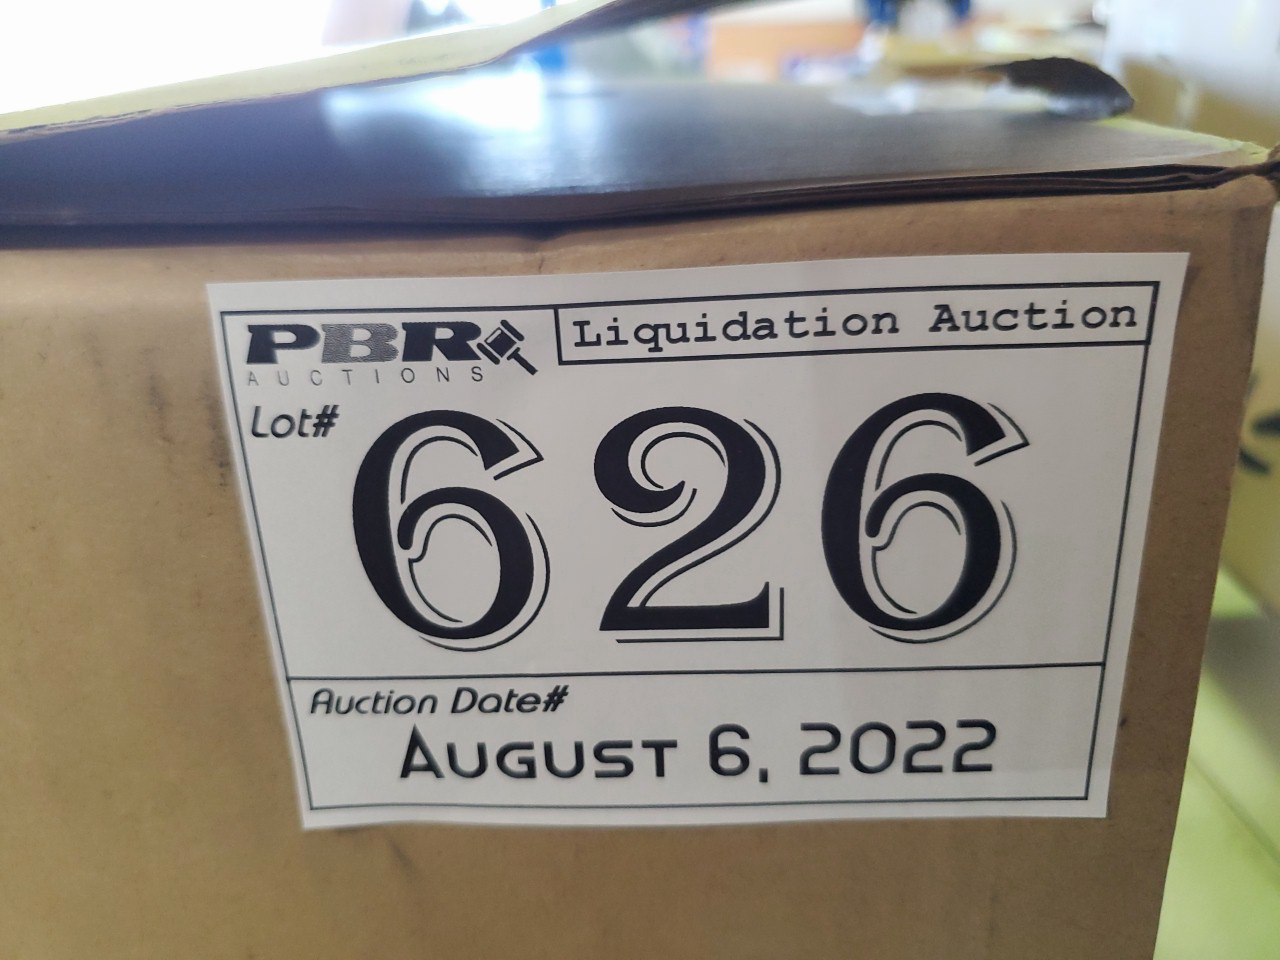 PBR
AUCTIONS
Liquidation Auction
Lot#
626
Auction Date#
August 6, 2022